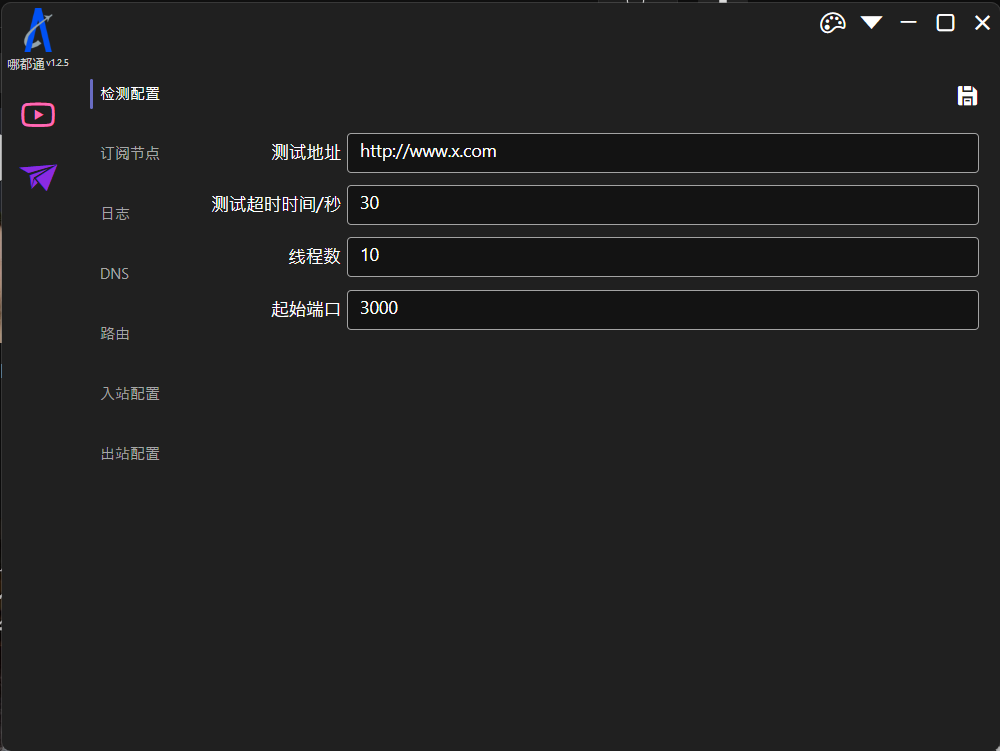 哪都通v1.2.5
检测配置
订阅节点
日志
DNS
路由
入站配置
出站配置
测试地址 http://www.x.com
测试超时时间/秒 30
线程数 10
起始端口 3000